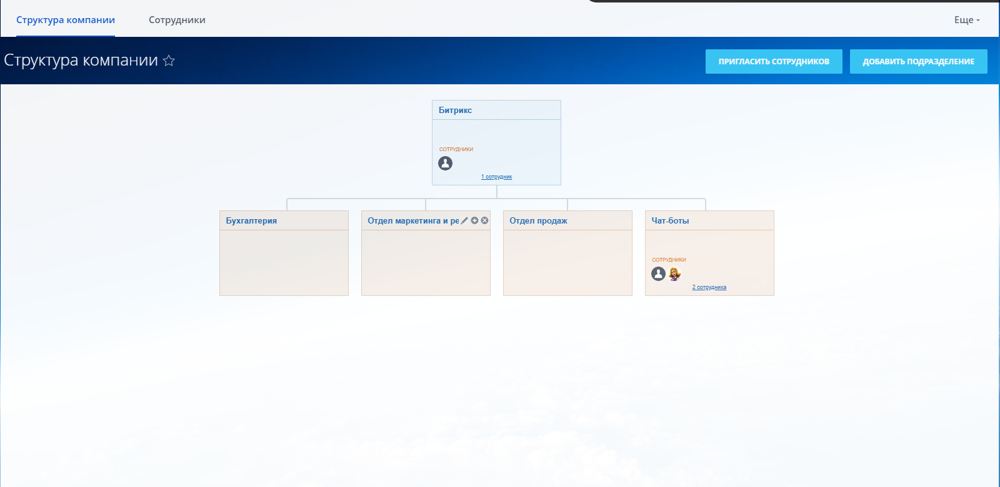 Структура компании
Сотрудники
Еще
Структура компании
ПРИГЛАСИТЬ СОТРУДНИКОВ
ДОБАВИТЬ ПОДРАЗДЕЛЕНИЕ
Битрикс
СОТРУДНИКИ
1 сотрудник
Бухгалтерия
Отдел маркетинга и ре
Отдел продаж
Чат-боты
СОТРУДНИКИ
2 сотрудника